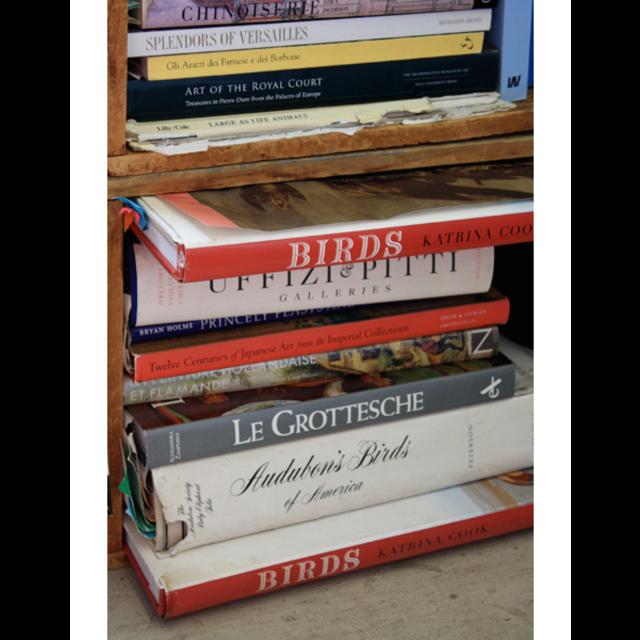 CHINOISERIE
SPLENDORS OF VERSAILLES
Gli Arazzi dei Farnese e dei Borbone
ART OF THE ROYAL COURT
Treasures in Pietre Dure from the Palaces of Europe
Lilly/Cole LARGE AS LIFE ANIMALS
W
BIRDS KATRINA COO
UFFIZI & PITTI
GALLERIES
BRYAN HOLME PRINCELY FEASTS
Twelve Centuries of Japanese Art from the Imperial Collections
HOLLANDAISE
ET FLAMANDE
Z
LE GROTTESCHE
Audubon's Birds
of America
PETERSON
BIRDS KATRINA COOK